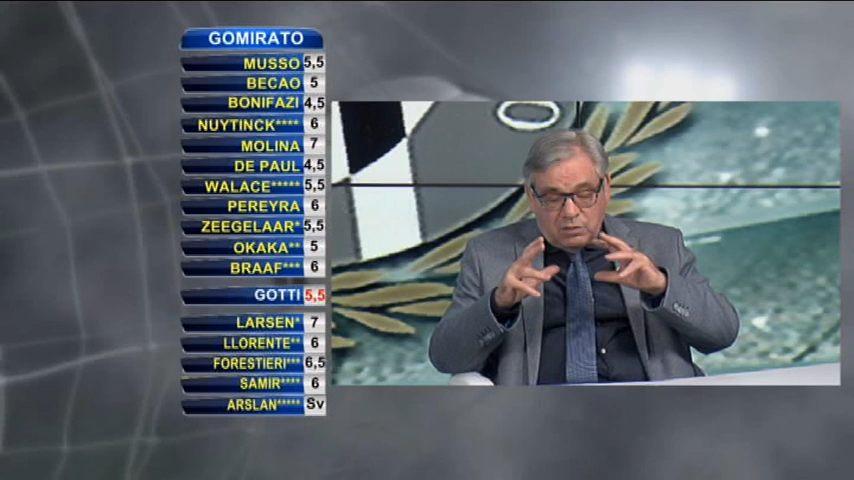 GOMIRATO
MUSSO 5,5
BECAO 5
BONIFAZI 4,5
NUYTINCK**** 6
MOLINA 7
DE PAUL 4,5
WALACE***** 5,5
PEREYRA 6
ZEEGELAAR* 5,5
OKAKA** 5
BRAAF*** 6
GOTTI 5,5
LARSEN* 7
LLORENTE** 6
FORESTIERI*** 6,5
SAMIR**** 6
ARSLAN***** Sv